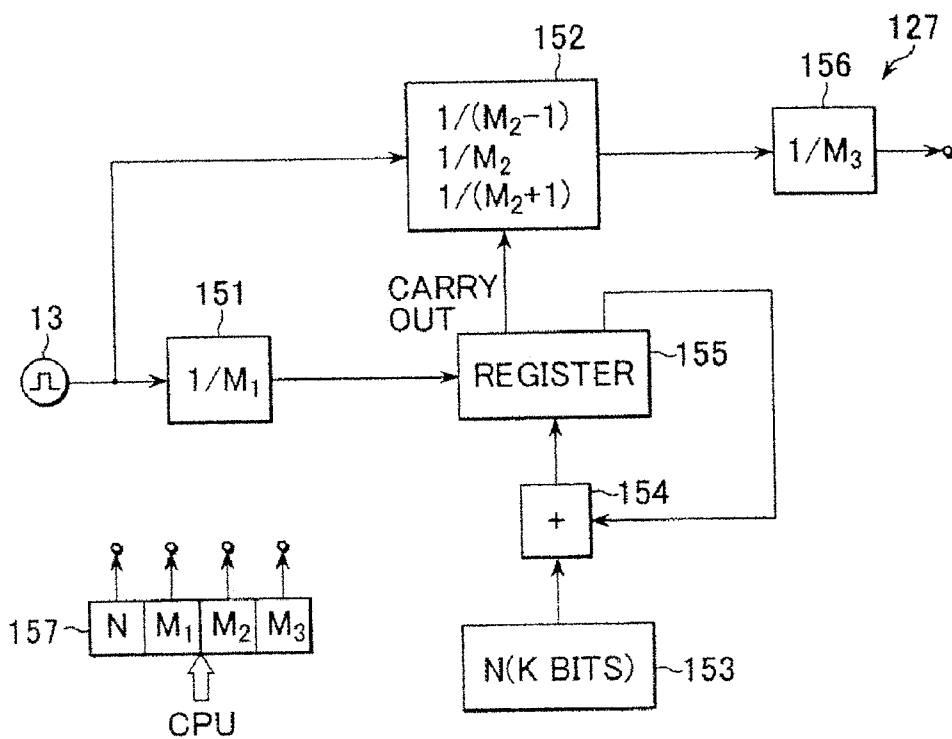 127
152
156
1/(M₂-1)
1/M₂
1/(M₂+1)
1/M₃
CARRY
OUT
151
13
1/M₁
REGISTER
155
154
+
157
N M₁ M₂ M₃
CPU
N(K BITS)
153